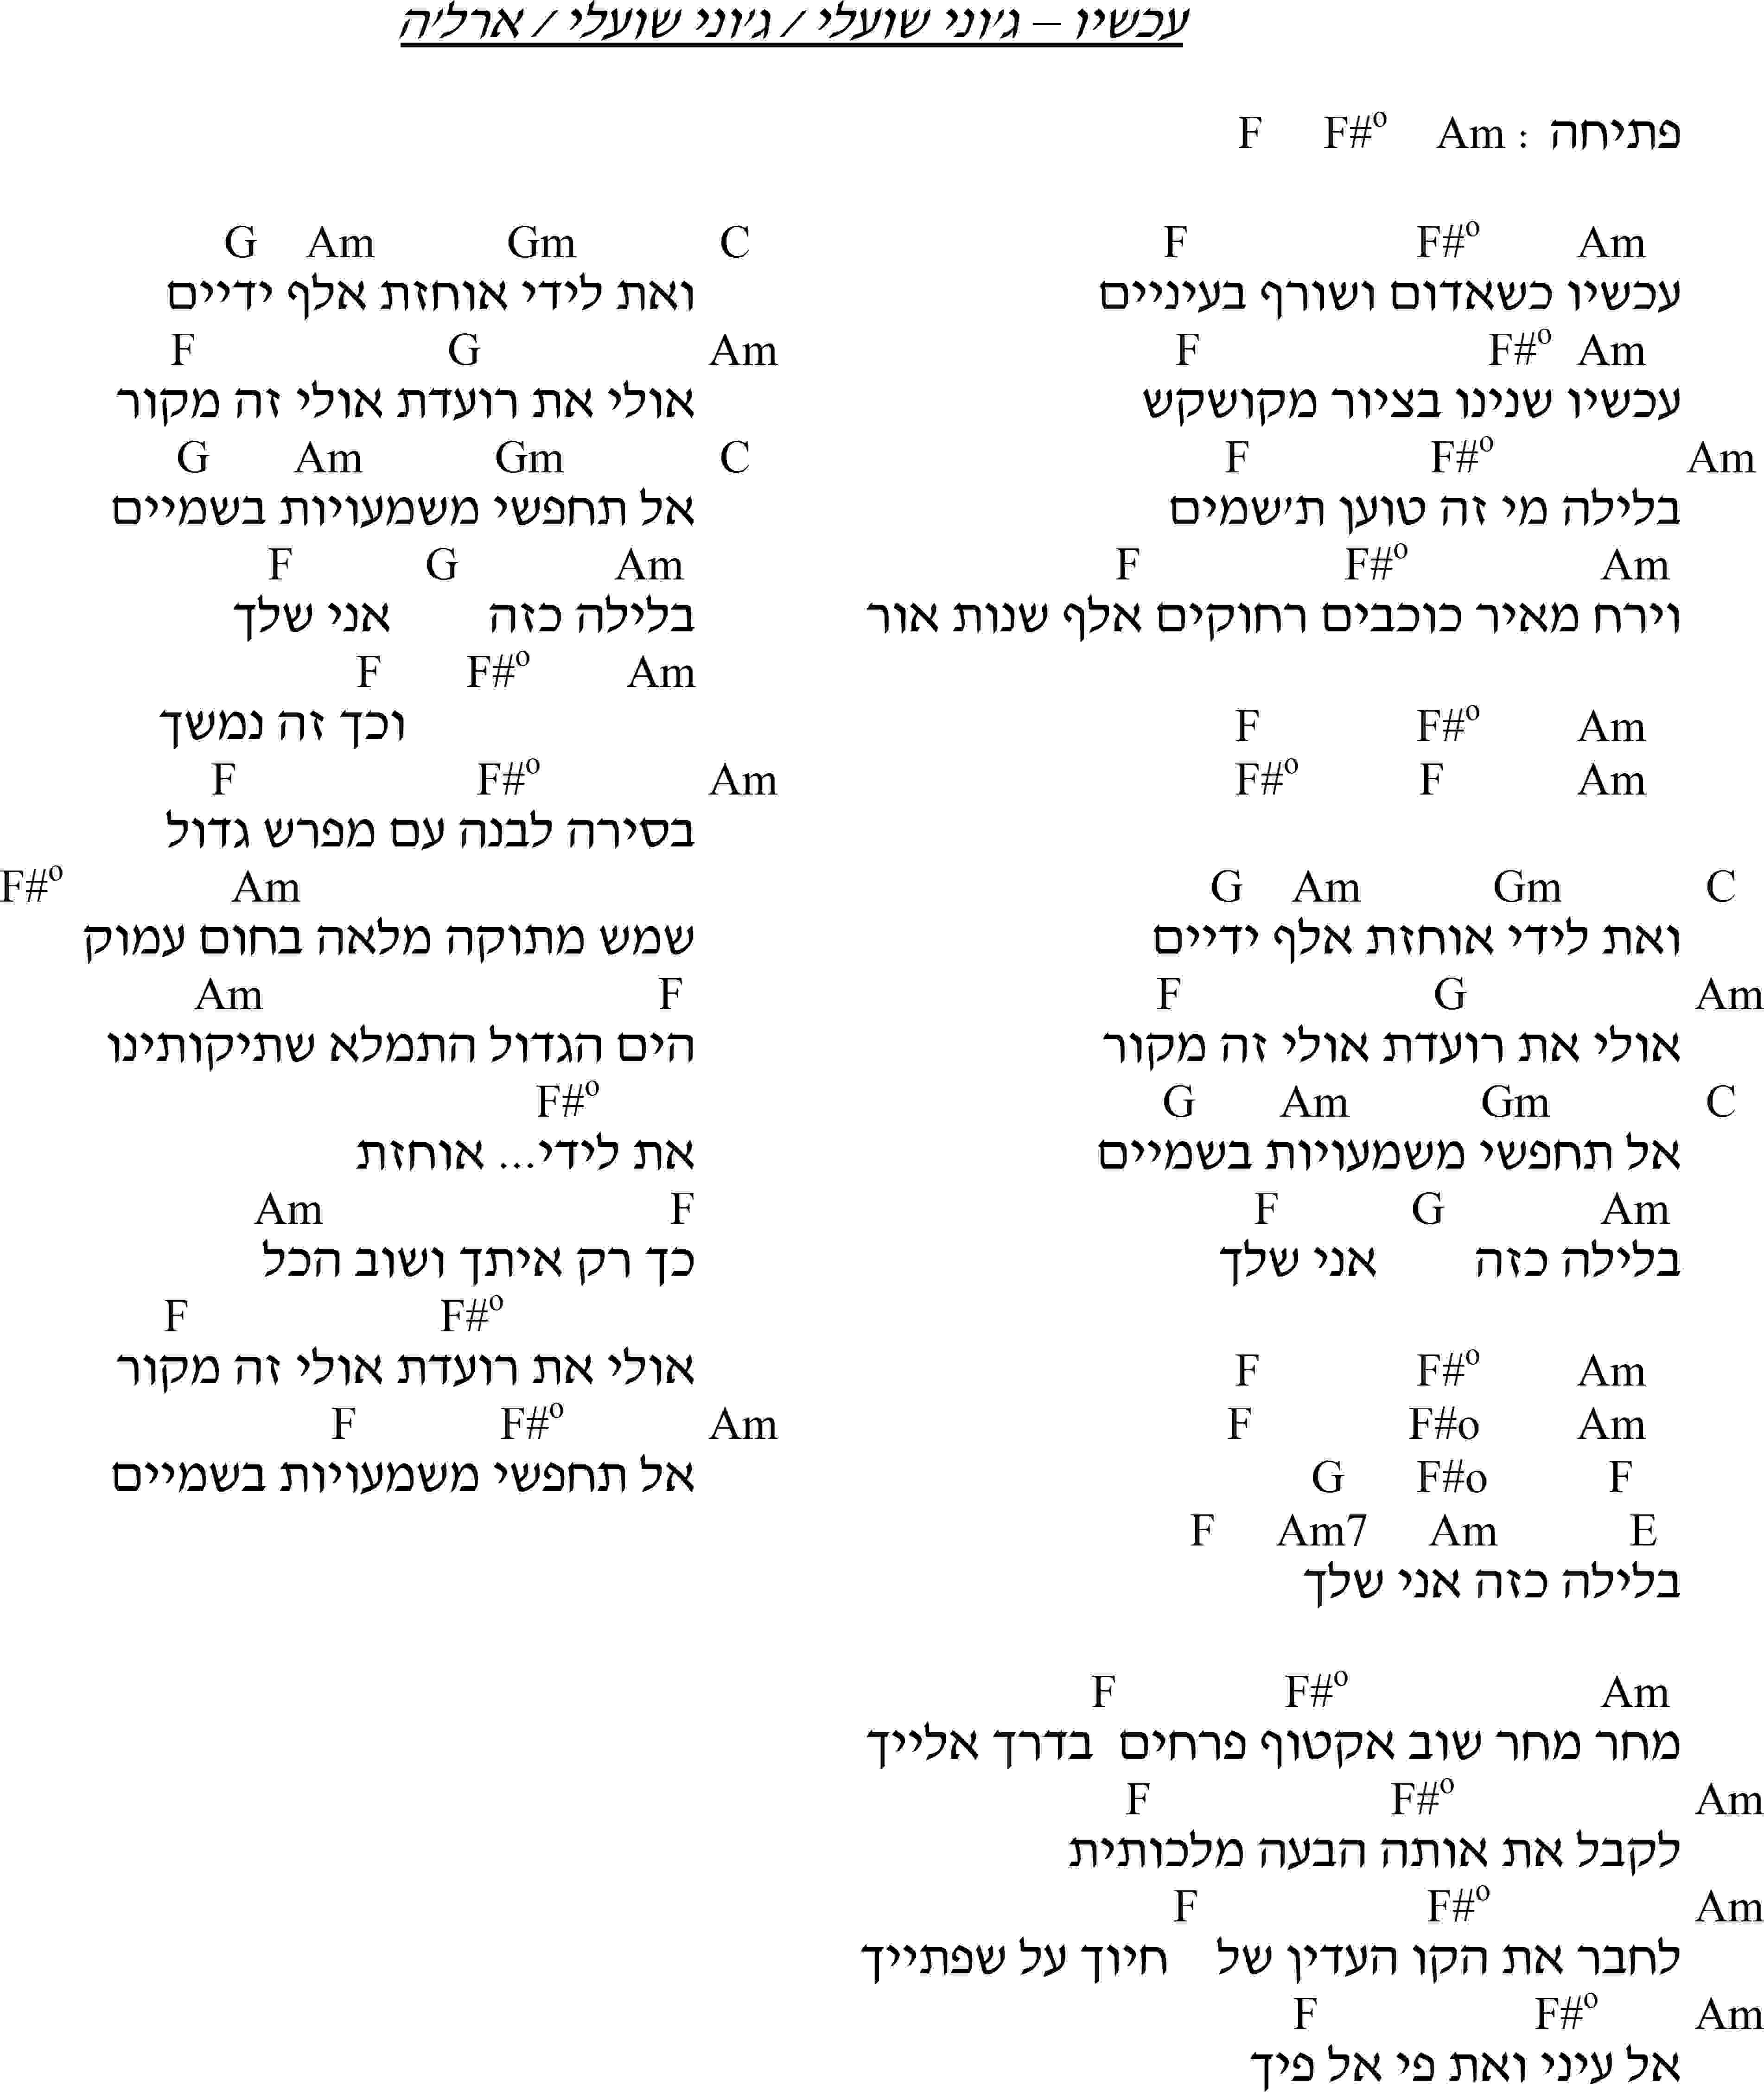 עכשיו – ג'וני שועלי / ג'וני שועלי / ארליה
פתיחה : Am F#º F
Am F#º F
עכשיו כשאדום ושורף בעיניים
Am F#º F
עכשיו שנינו בציור מקושקש
Am F#º F
בלילה מי זה טוען ת'שמים
Am F#º F
וירח מאיר כוכבים רחוקים אלף שנות אור
Am F#º F
Am F F#º
C Gm Am G
ואת לידי אוחזת אלף ידיים
Am G F
אולי את רועדת אולי זה מקור
C Gm Am G
אל תחפשי משמעויות בשמיים
Am G F
בלילה כזה אני שלך
Am F#º F
Am F#o F
F F#o G
E Am Am7 F
בלילה כזה אני שלך
Am F#º F
מחר מחר שוב אקטוף פרחים בדרך אלייך
Am F#º F
לקבל את אותה הבעה מלכותית
Am F#º F
לחבר את הקו העדין של חיוך על שפתייך
Am F#º F
אל עיני ואת פי אל פיך
C Gm Am G
ואת לידי אוחזת אלף ידיים
Am G F
אולי את רועדת אולי זה מקור
C Gm Am G
אל תחפשי משמעויות בשמיים
Am G F
בלילה כזה אני שלך
Am F#º F
וכך זה נמשך
Am F#º F
בסירה לבנה עם מפרש גדול
Am F#º
שמש מתוקה מלאה בחום עמוק
F Am
הים הגדול התמלא שתיקותינו
F#º
את לידי... אוחזת
F Am
כך רק איתך ושוב הכל
F#º F
אולי את רועדת אולי זה מקור
Am F#º F
אל תחפשי משמעויות בשמיים